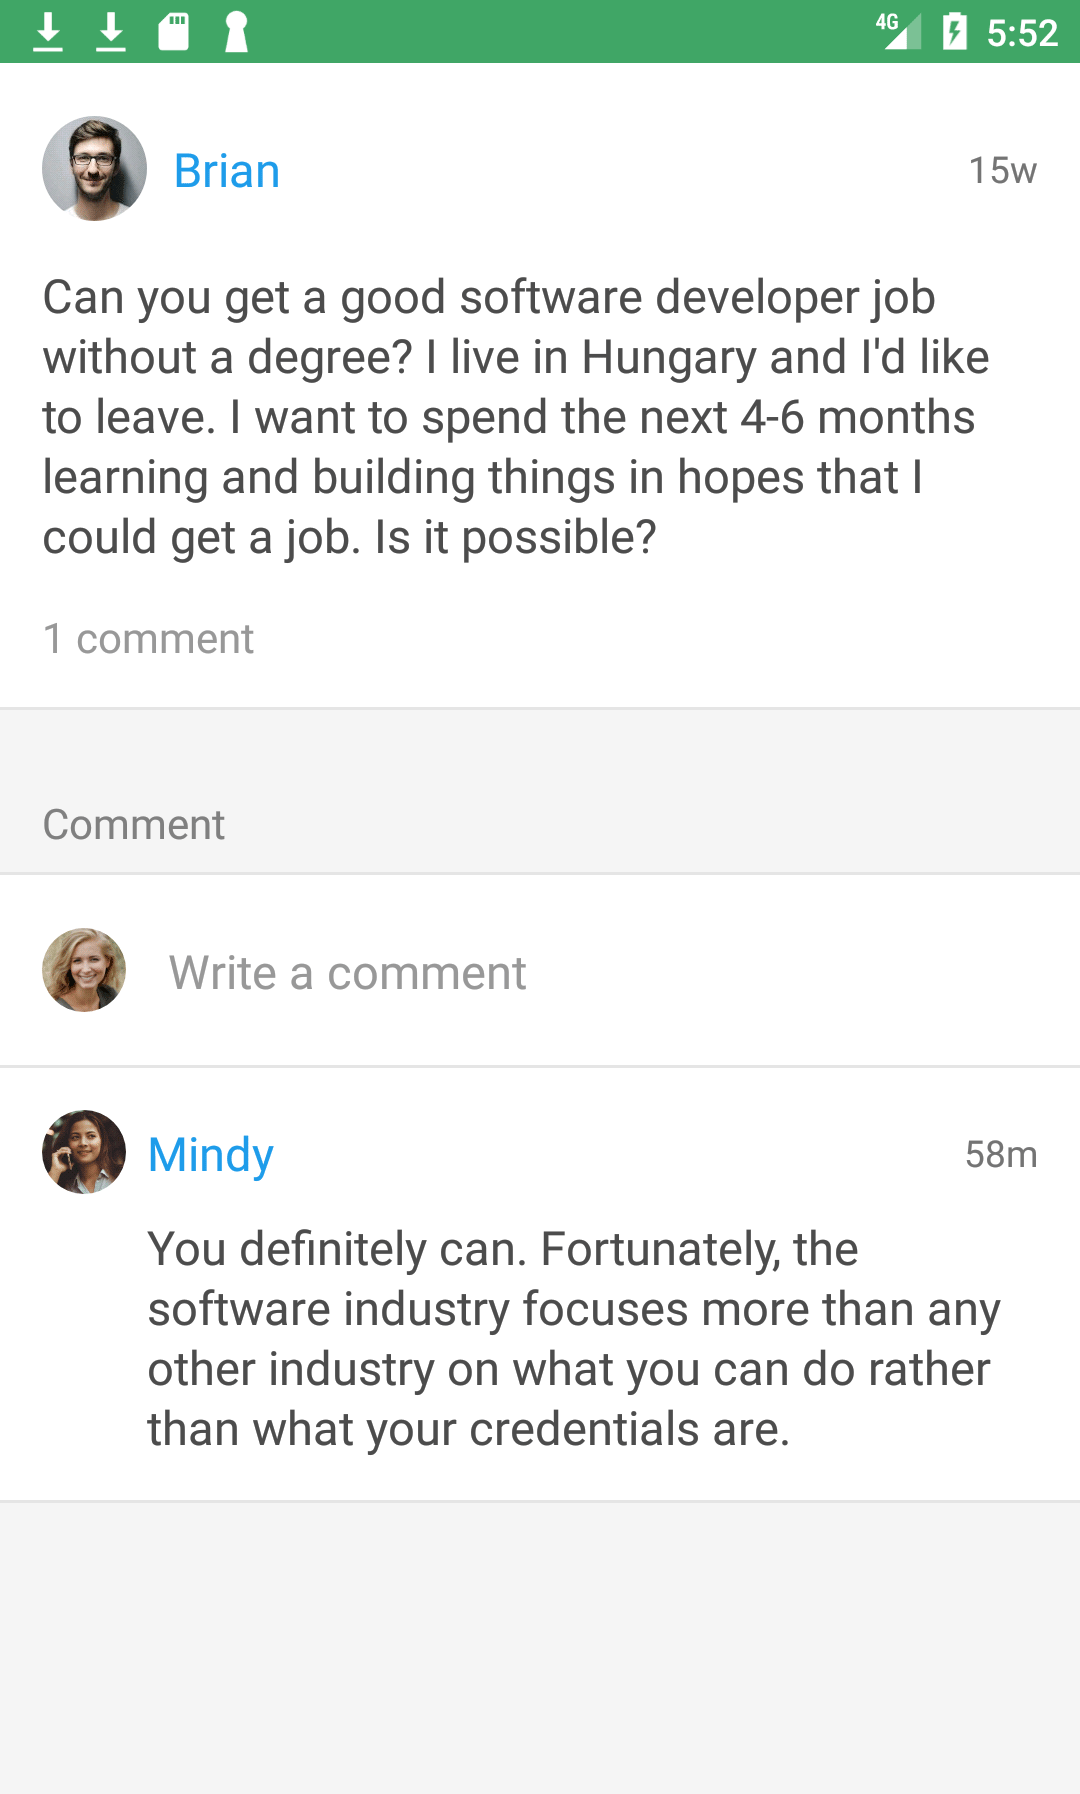 4G 5:52
Brian 15w
Can you get a good software developer job
without a degree? I live in Hungary and I'd like
to leave. I want to spend the next 4-6 months
learning and building things in hopes that I
could get a job. Is it possible?
1 comment
Comment
Write a comment
Mindy 58m
You definitely can. Fortunately, the
software industry focuses more than any
other industry on what you can do rather
than what your credentials are.